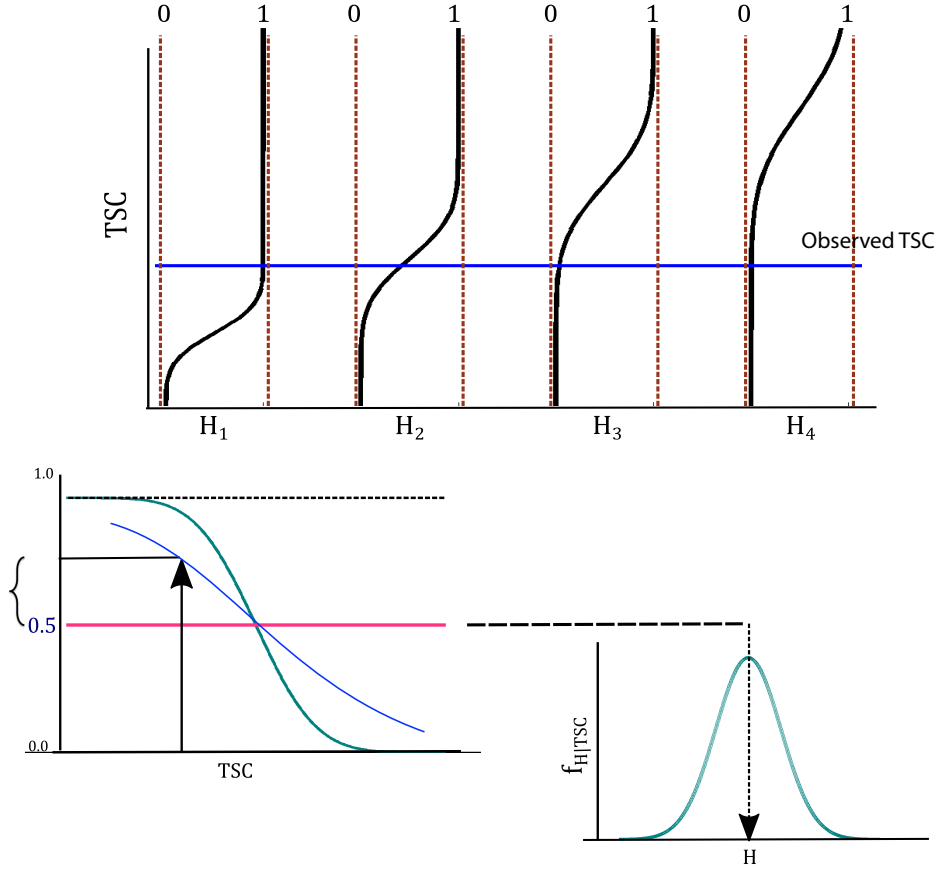 0 1 0 1 0 1 0 1
TSC
Observed TSC
H₁ H₂ H₃ H₄
1.0
0.5
0.0
TSC
f_H|TSC
H